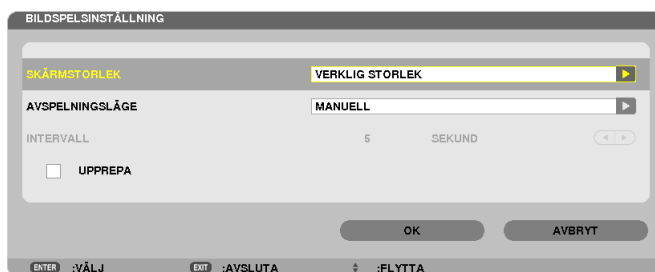 BILDSPELSINSTÄLLNING
SKÄRMSTORLEK VERKLIG STORLEK
AVSPELNINGSLÄGE MANUELL
INTERVALL 5 SEKUND
UPPREPA
OK AVBRYT
ENTER :VÄLJ EXIT :AVSLUTA :FLYTTA